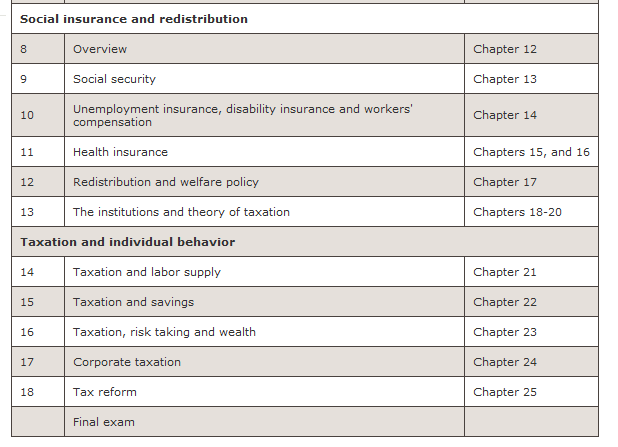 Social insurance and redistribution
8 Overview Chapter 12
9 Social security Chapter 13
10 Unemployment insurance, disability insurance and workers' Chapter 14
compensation
11 Health insurance Chapters 15, and 16
12 Redistribution and welfare policy Chapter 17
13 The institutions and theory of taxation Chapters 18-20
Taxation and individual behavior
14 Taxation and labor supply Chapter 21
15 Taxation and savings Chapter 22
16 Taxation, risk taking and wealth Chapter 23
17 Corporate taxation Chapter 24
18 Tax reform Chapter 25
Final exam